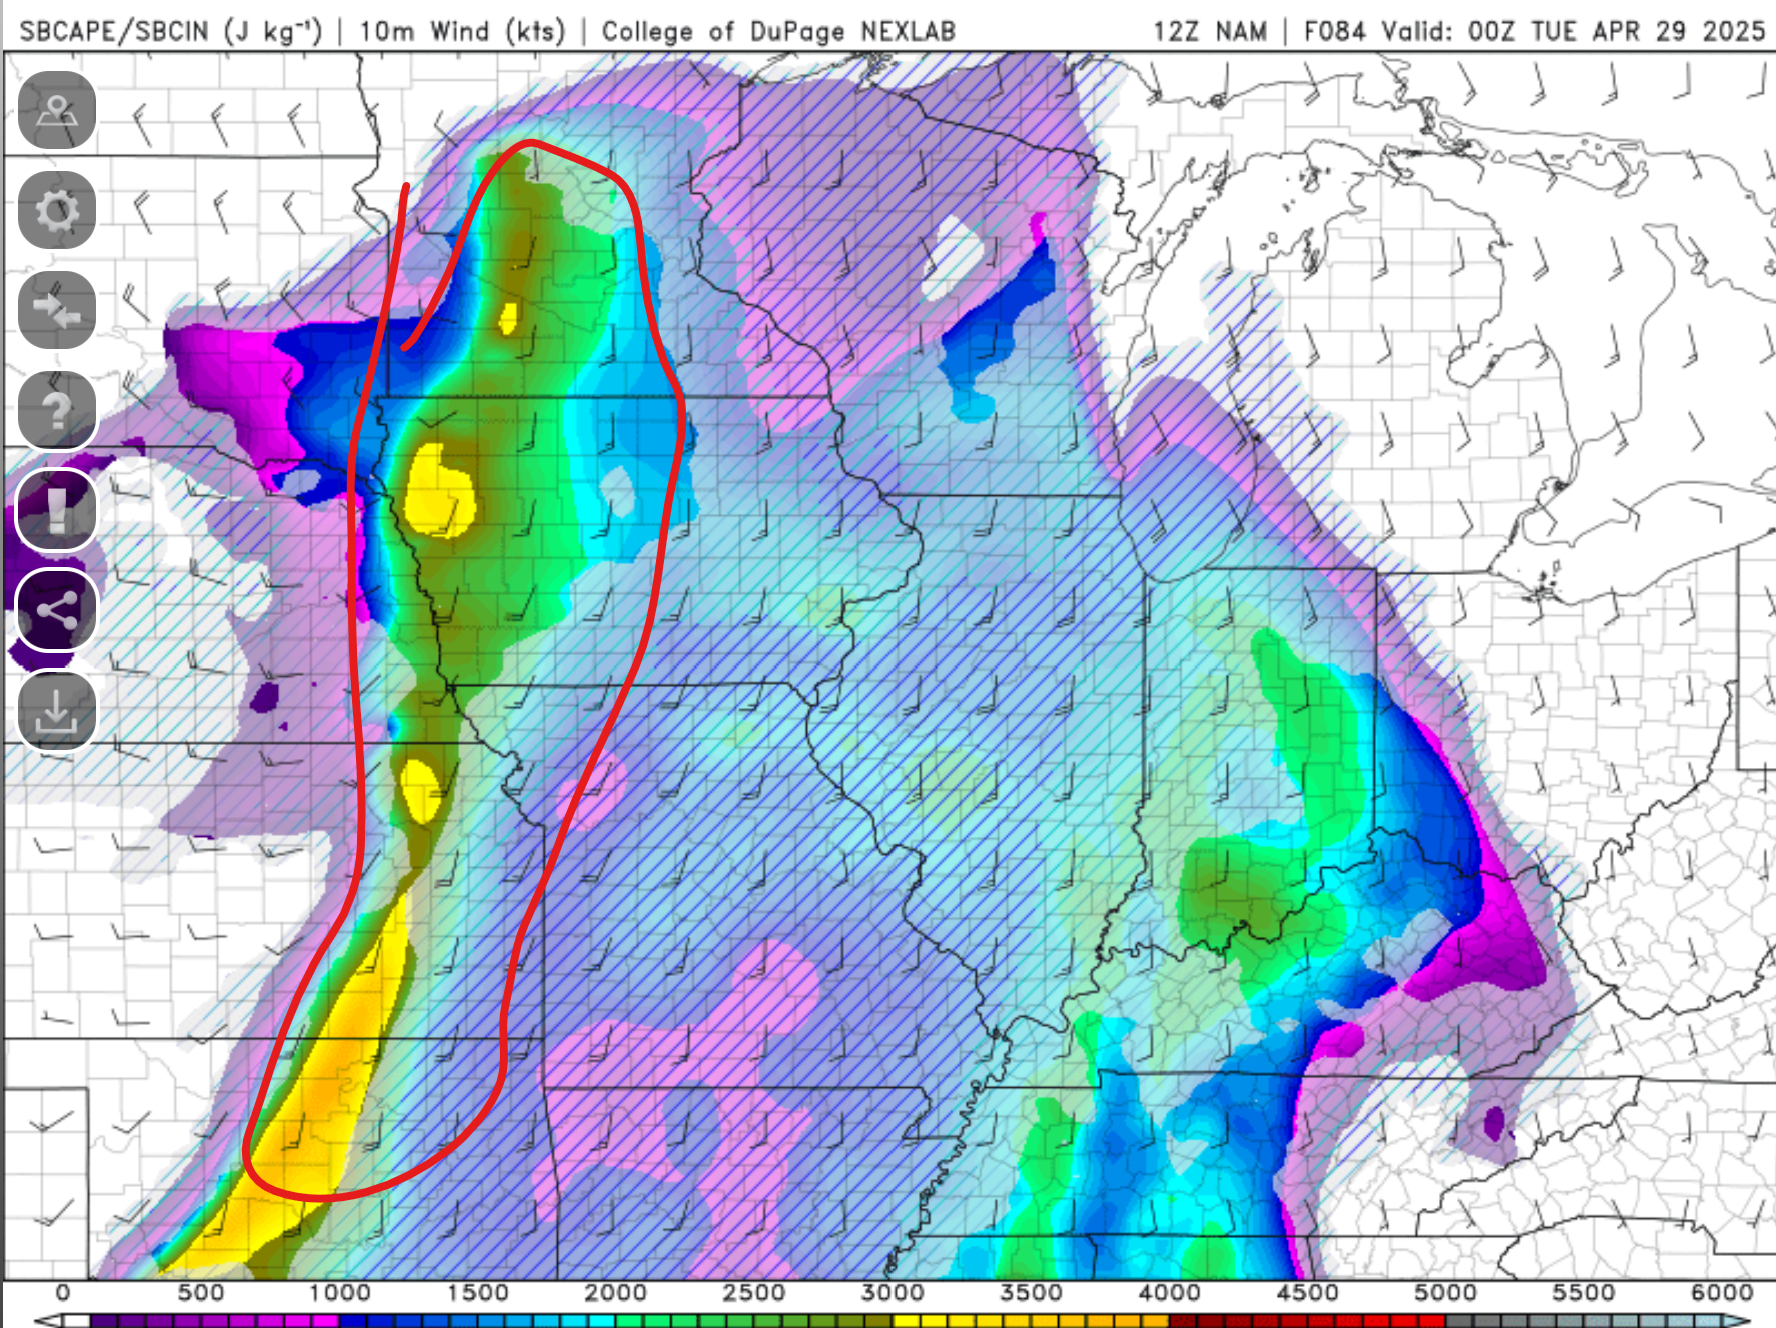 SBCAPE/SBCIN (J kg⁻¹) | 10m Wind (kts) | College of DuPage NEXLAB 12Z NAM | F084 Valid: 00Z TUE APR 29 2025
?
!
0 500 1000 1500 2000 2500 3000 3500 4000 4500 5000 5500 6000